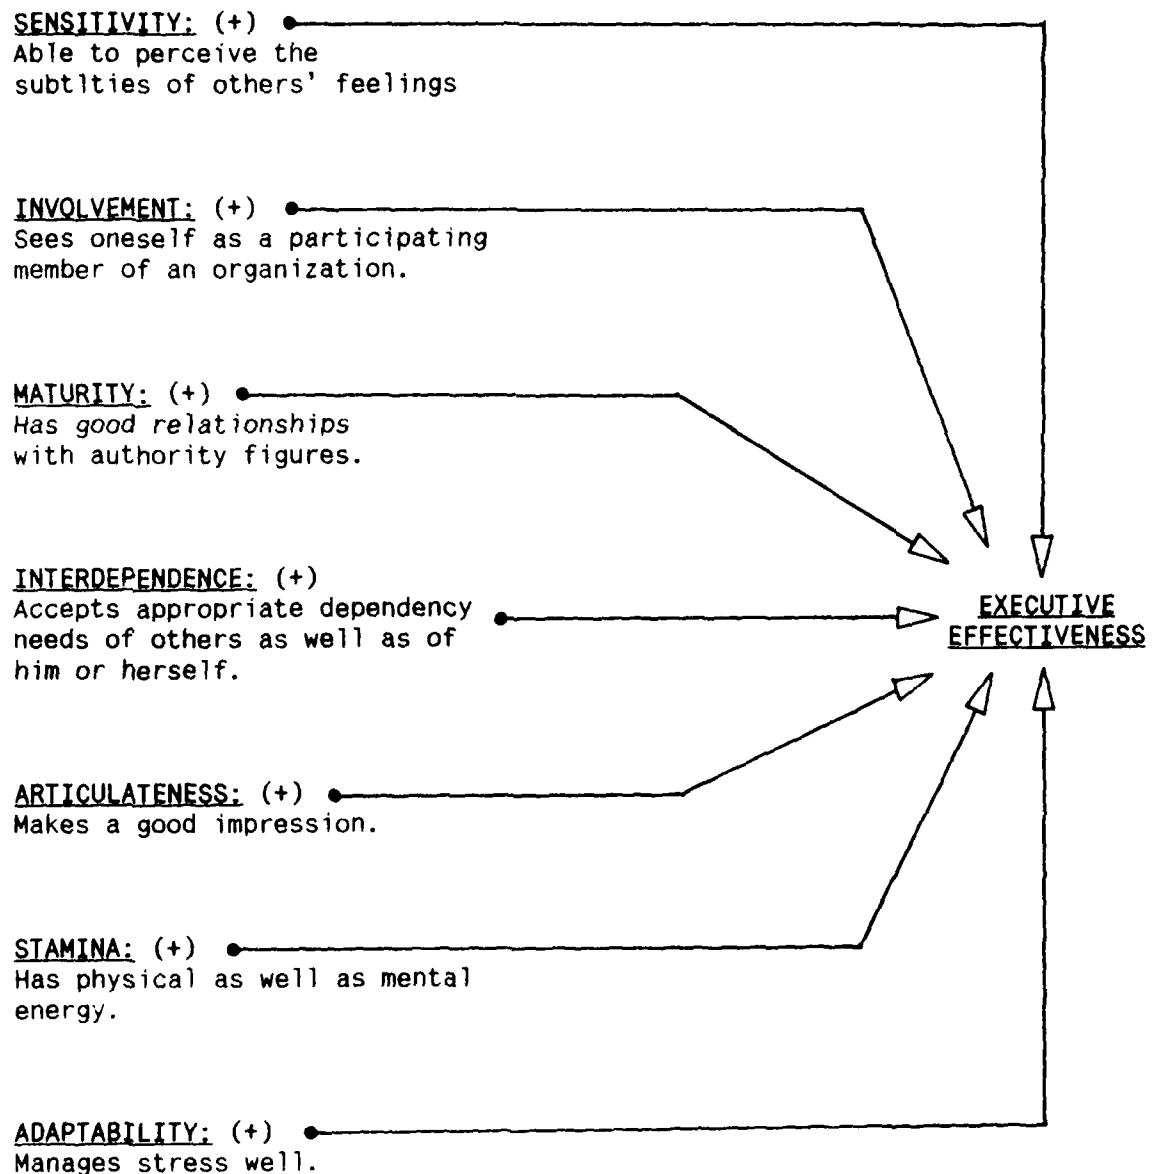 SENSITIVITY: (+)
Able to perceive the
subtlties of others' feelings
INVOLVEMENT: (+)
Sees oneself as a participating
member of an organization.
MATURITY: (+)
Has good relationships
with authority figures.
INTERDEPENDENCE: (+)
Accepts appropriate dependency
needs of others as well as of
him or herself.
EXECUTIVE
EFFECTIVENESS
ARTICULATENESS: (+)
Makes a good impression.
STAMINA: (+)
Has physical as well as mental
energy.
ADAPTABILITY: (+)
Manages stress well.